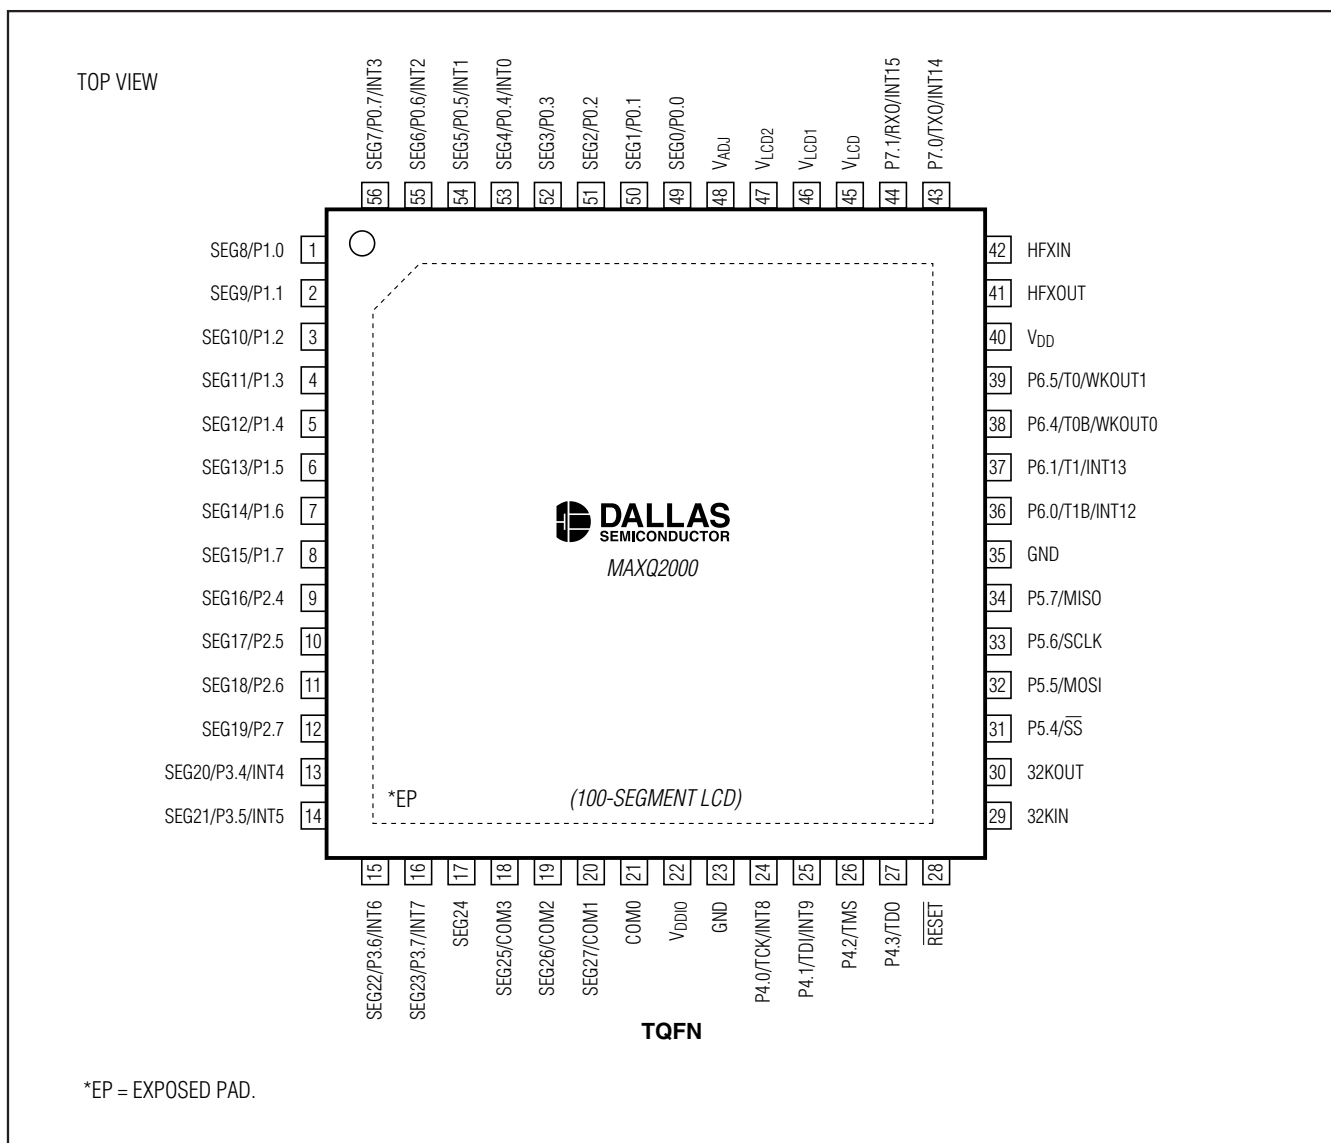 TOP VIEW
SEG7/P0.7/INT3
SEG6/P0.6/INT2
SEG5/P0.5/INT1
SEG4/P0.4/INT0
SEG3/P0.3
SEG2/P0.2
SEG1/P0.1
SEG0/P0.0
VADJ
VLCD2
VLCD1
VLCD
P7.1/RX0/INT15
P7.0/TX0/INT14
56
55
54
53
52
51
50
49
48
47
46
45
44
43
SEG8/P1.0 1
SEG9/P1.1 2
SEG10/P1.2 3
SEG11/P1.3 4
SEG12/P1.4 5
SEG13/P1.5 6
SEG14/P1.6 7
SEG15/P1.7 8
SEG16/P2.4 9
SEG17/P2.5 10
SEG18/P2.6 11
SEG19/P2.7 12
SEG20/P3.4/INT4 13
SEG21/P3.5/INT5 14
DALLAS
SEMICONDUCTOR
MAXQ2000
*EP
(100-SEGMENT LCD)
42 HFXIN
41 HFXOUT
40 VDD
39 P6.5/T0/WKOUT1
38 P6.4/T0B/WKOUT0
37 P6.1/T1/INT13
36 P6.0/T1B/INT12
35 GND
34 P5.7/MISO
33 P5.6/SCLK
32 P5.5/MOSI
31 P5.4/S̅S̅
30 32KOUT
29 32KIN
15
16
17
18
19
20
21
22
23
24
25
26
27
28
SEG22/P3.6/INT6
SEG23/P3.7/INT7
SEG24
SEG25/COM3
SEG26/COM2
SEG27/COM1
COM0
VDDIO
GND
P4.0/TCK/INT8
P4.1/TDI/INT9
P4.2/TMS
P4.3/TDO
R̅E̅S̅E̅T̅
TQFN
*EP = EXPOSED PAD.